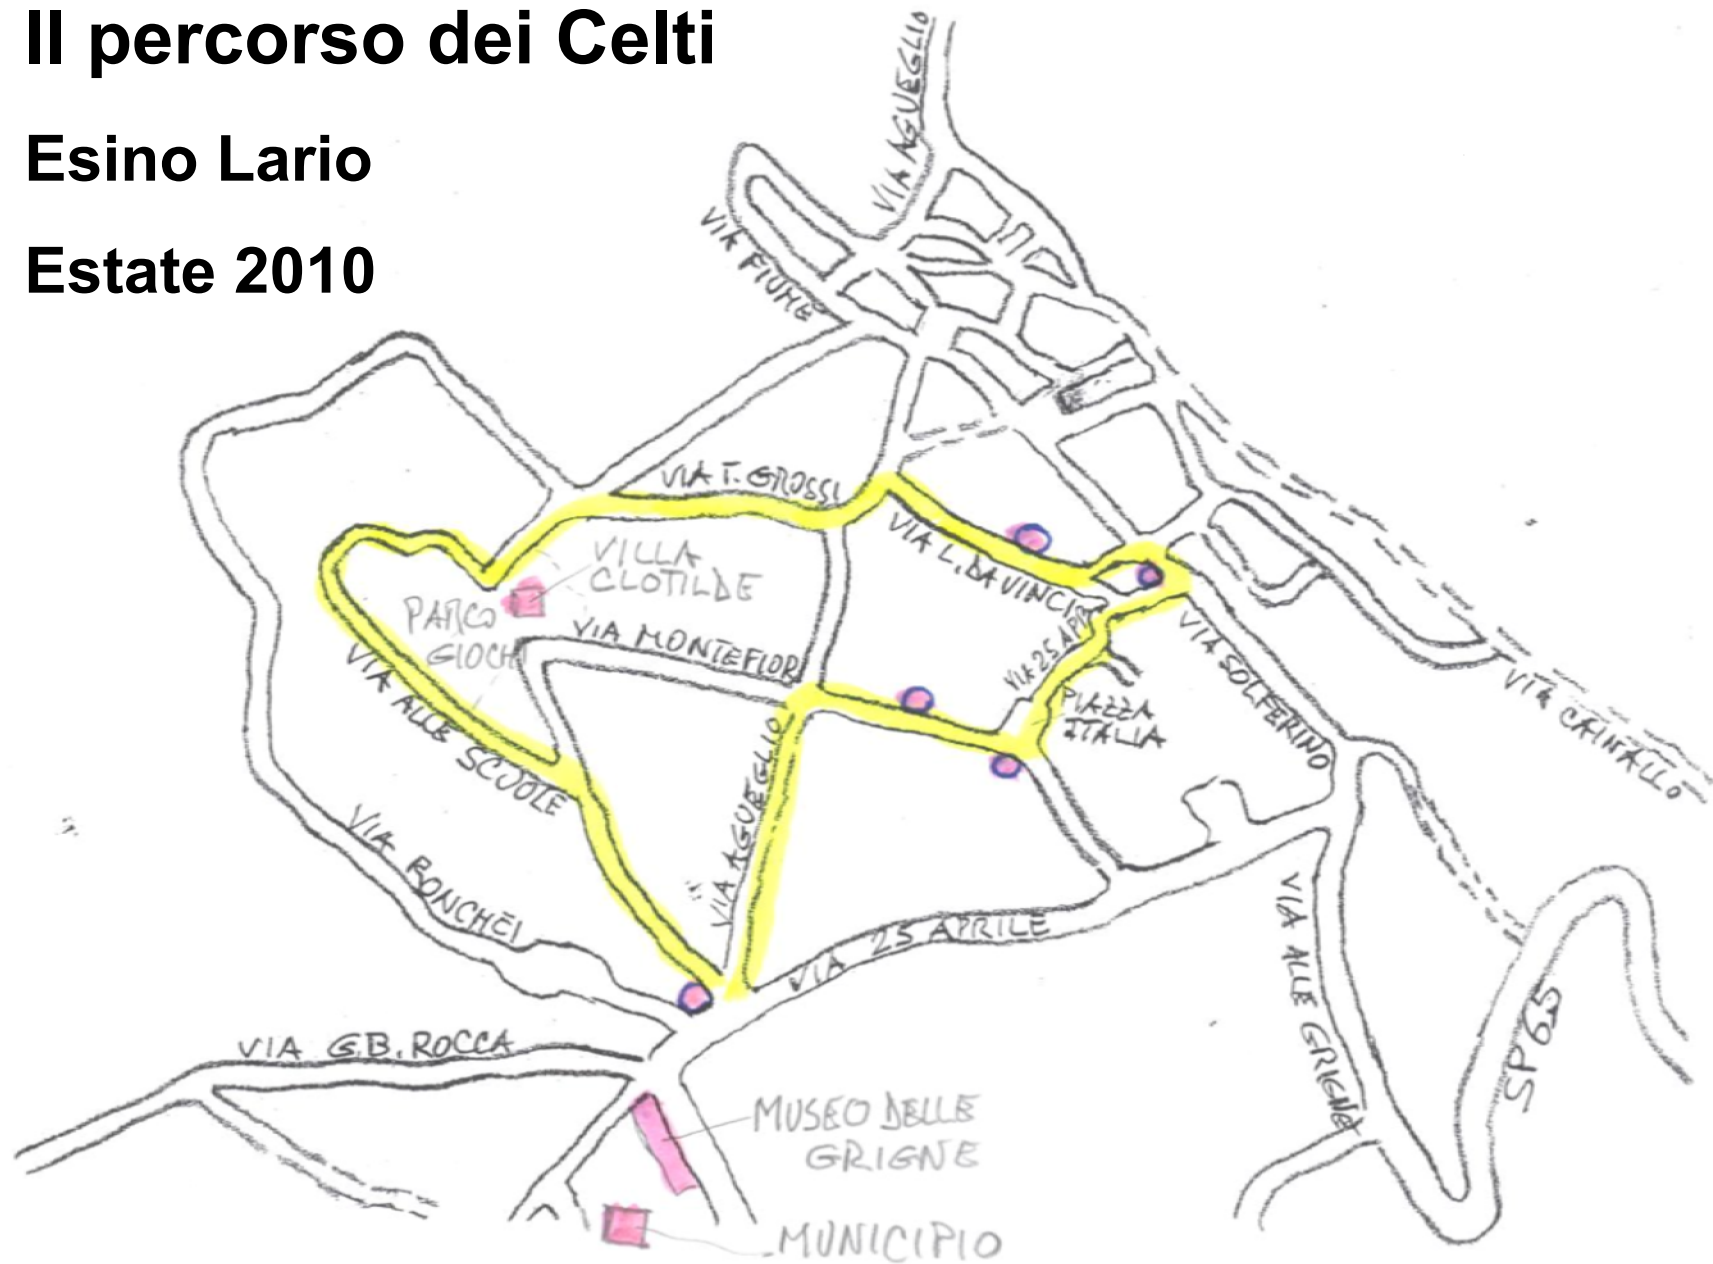 Il percorso dei Celti
Esino Lario
Estate 2010
VIA AGUEGLIO
VIA FIUME
VIA T. GROSSI
VIA L. DA VINCI
VILLA
CLOTILDE
PARCO
GIOCHI
VIA MONTEFIORI
VIA 25 APR
PIAZZA
ITALIA
VIA SOLFERINO
VIA CAINALLO
VIA ALLE SCUOLE
VIA AGUEGLIO
VIA BONCHEI
VIA 25 APRILE
VIA ALLE GRIGNE
SP65
VIA G.B. ROCCA
MUSEO DELLE
GRIGNE
MUNICIPIO